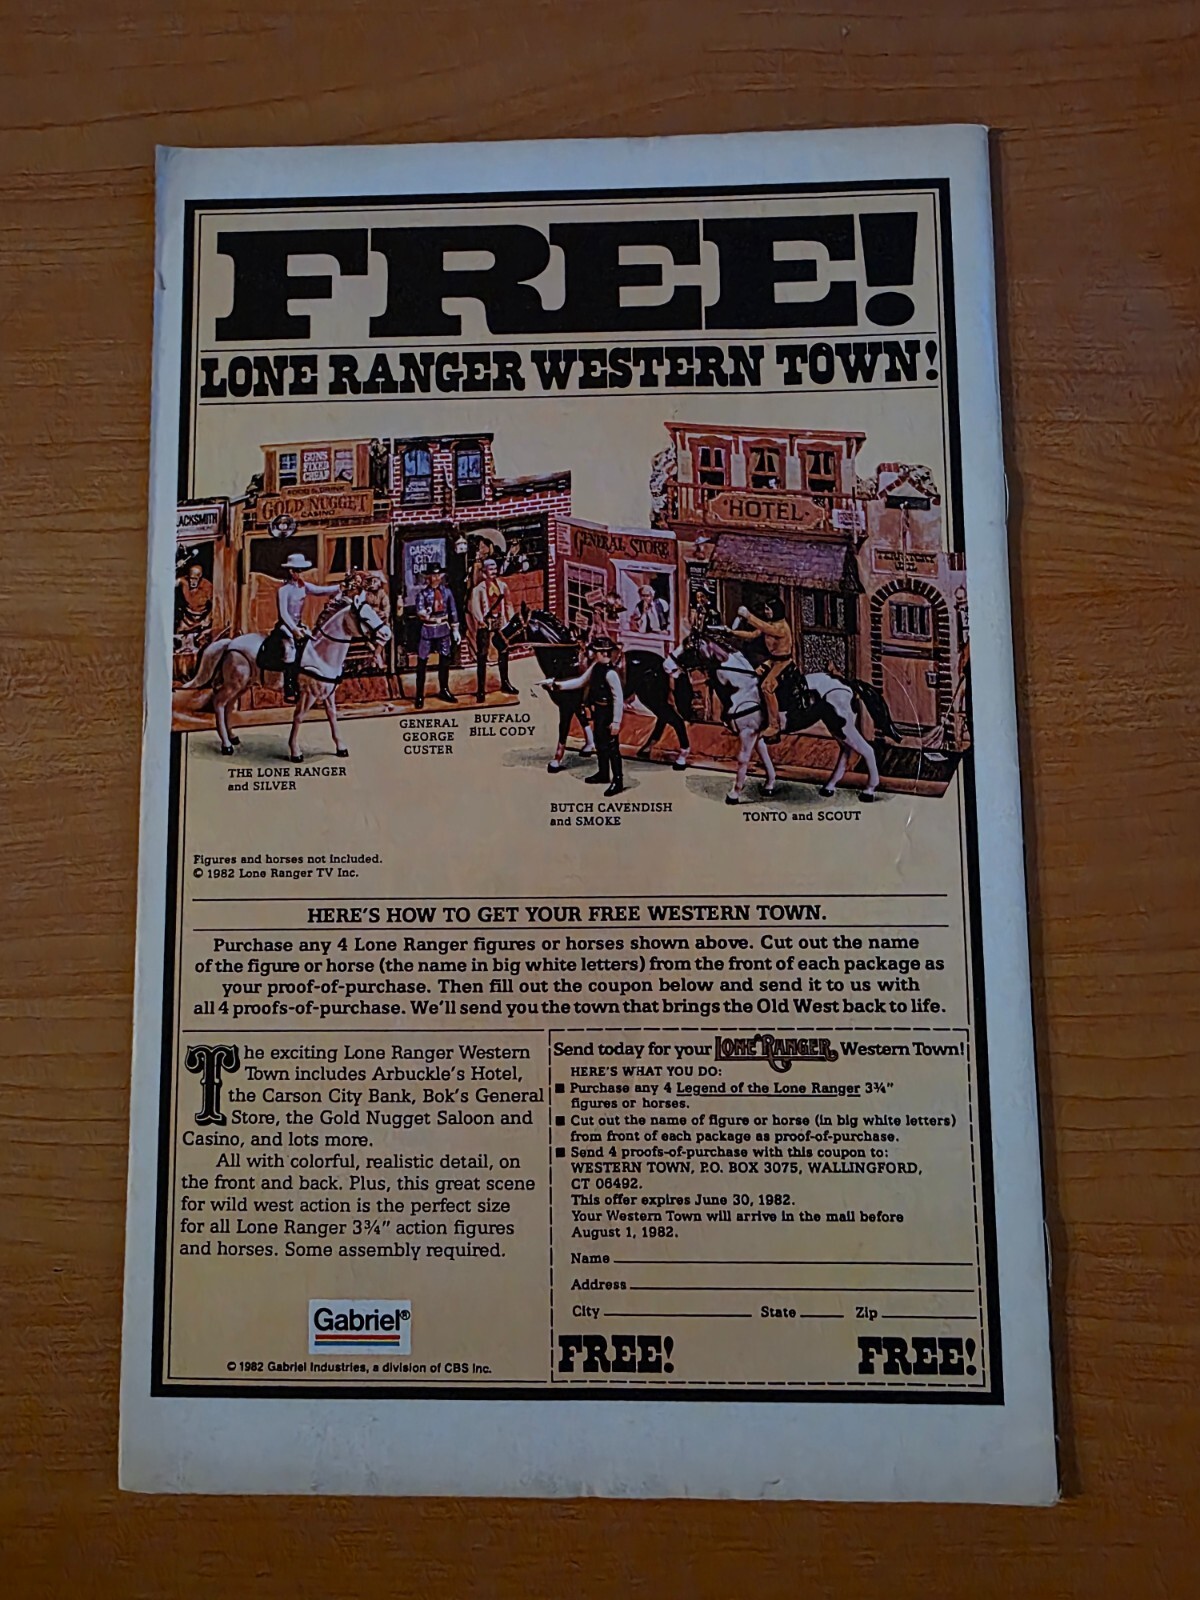 FREE!
LONE RANGER WESTERN TOWN!
GUNS
FIXED
CHEAP
GOLD NUGGET
CASINO
ACKSMITH
CARSON
CITY
HOTEL
GENERAL STORE
GENERAL
GEORGE
CUSTER
BUFFALO
BILL CODY
THE LONE RANGER
and SILVER
BUTCH CAVENDISH
and SMOKE
TONTO and SCOUT
Figures and horses not included.
© 1982 Lone Ranger TV Inc.
HERE'S HOW TO GET YOUR FREE WESTERN TOWN.
Purchase any 4 Lone Ranger figures or horses shown above. Cut out the name
of the figure or horse (the name in big white letters) from the front of each package as
your proof-of-purchase. Then fill out the coupon below and send it to us with
all 4 proofs-of-purchase. We'll send you the town that brings the Old West back to life.
The exciting Lone Ranger Western
Town includes Arbuckle's Hotel,
the Carson City Bank, Bok's General
Store, the Gold Nugget Saloon and
Casino, and lots more.
All with colorful, realistic detail, on
the front and back. Plus, this great scene
for wild west action is the perfect size
for all Lone Ranger 3¾" action figures
and horses. Some assembly required.
Gabriel®
© 1982 Gabriel Industries, a division of CBS Inc.
Send today for your LONE RANGER Western Town!
HERE'S WHAT YOU DO:
■ Purchase any 4 Legend of the Lone Ranger 3¾"
figures or horses.
■ Cut out the name of figure or horse (in big white letters)
from front of each package as proof-of-purchase.
■ Send 4 proofs-of-purchase with this coupon to:
WESTERN TOWN, P.O. BOX 3075, WALLINGFORD,
CT 06492.
This offer expires June 30, 1982.
Your Western Town will arrive in the mail before
August 1, 1982.
Name
Address
City State Zip
FREE! FREE!